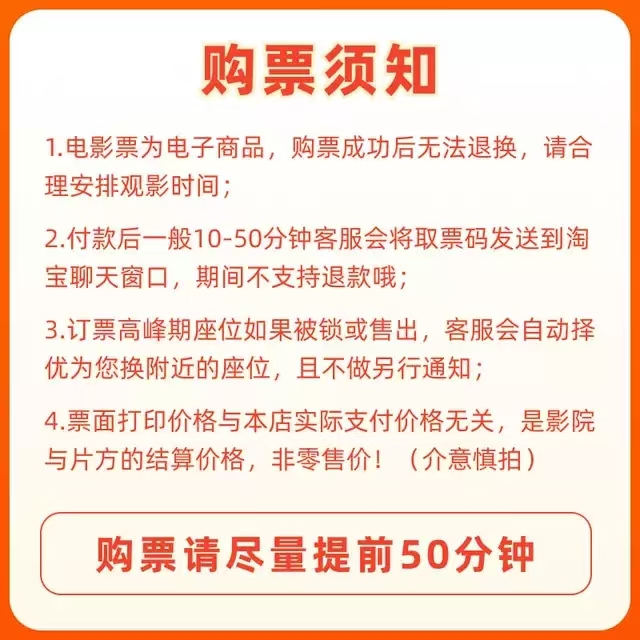 购票须知
1.电影票为电子商品，购票成功后无法退换，请合
理安排观影时间；
2.付款后一般10-50分钟客服会将取票码发送到淘
宝聊天窗口，期间不支持退款哦；
3.订票高峰期座位如果被锁或售出，客服会自动择
优为您换附近的座位，且不做另行通知；
4.票面打印价格与本店实际支付价格无关，是影院
与片方的结算价格，非零售价！（介意慎拍）
购票请尽量提前50分钟